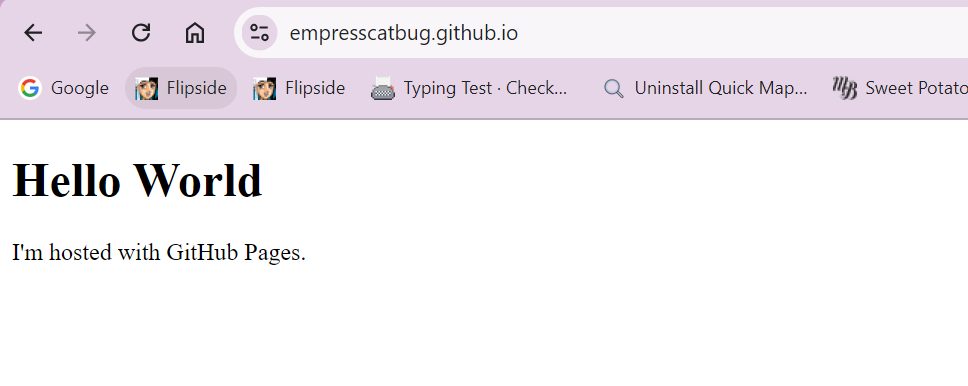 empresscatbug.github.io
Google Flipside Flipside Typing Test · Check... Uninstall Quick Map... Sweet Potato
Hello World
I'm hosted with GitHub Pages.